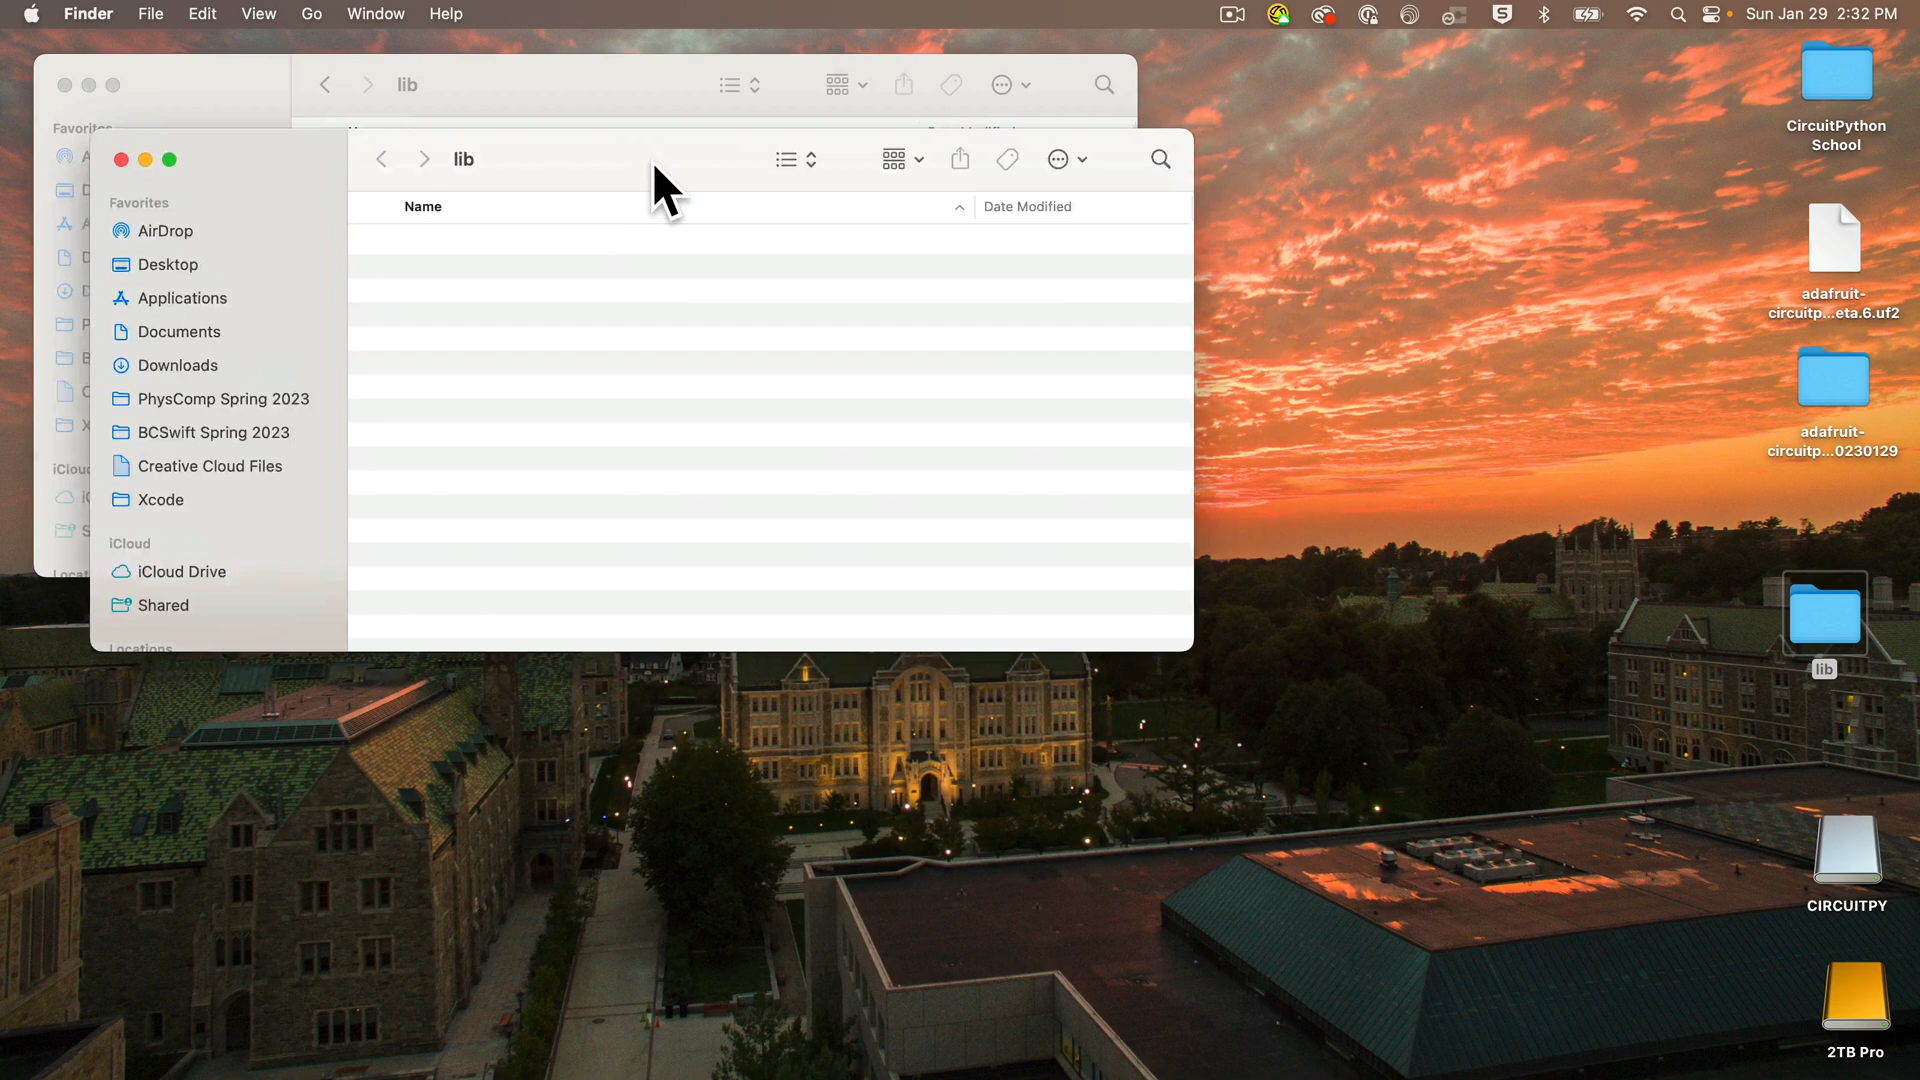 Finder File Edit View Go Window Help
Sun Jan 29 2:32 PM
lib
Favorites
lib
Name
Date Modified
Favorites
AirDrop
Desktop
Applications
Documents
Downloads
PhysComp Spring 2023
BCSwift Spring 2023
Creative Cloud Files
Xcode
iCloud
iCloud Drive
Shared
Locations
CircuitPython
School
adafruit-
circuitp...eta.6.uf2
adafruit-
circuitp...0230129
lib
CIRCUITPY
2TB Pro